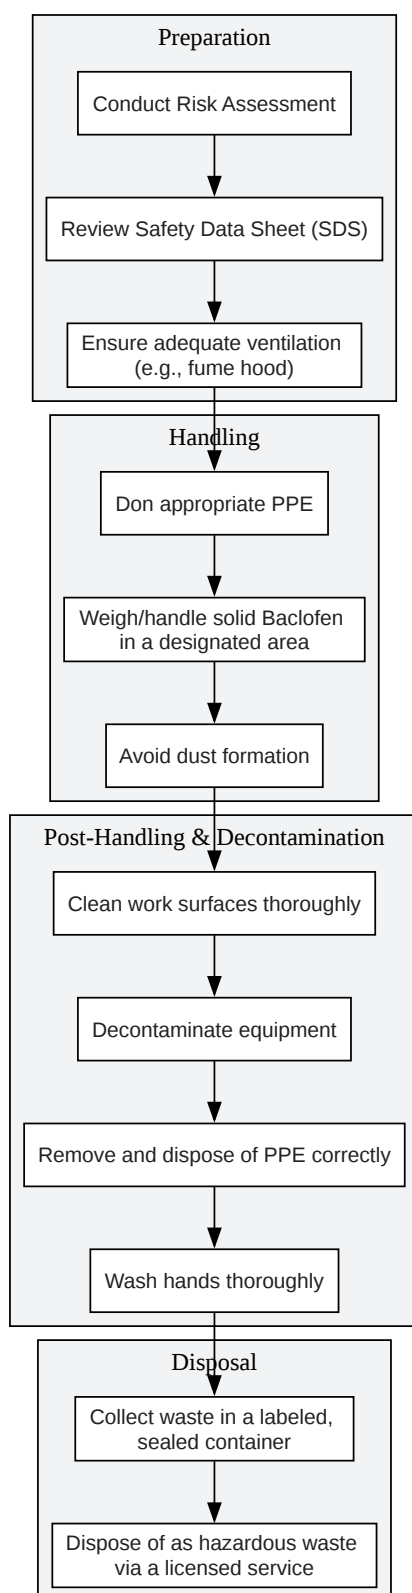 Preparation
Conduct Risk Assessment
Review Safety Data Sheet (SDS)
Ensure adequate ventilation
(e.g., fume hood)
Handling
Don appropriate PPE
Weigh/handle solid Baclofen
in a designated area
Avoid dust formation
Post-Handling & Decontamination
Clean work surfaces thoroughly
Decontaminate equipment
Remove and dispose of PPE correctly
Wash hands thoroughly
Disposal
Collect waste in a labeled,
sealed container
Dispose of as hazardous waste
via a licensed service